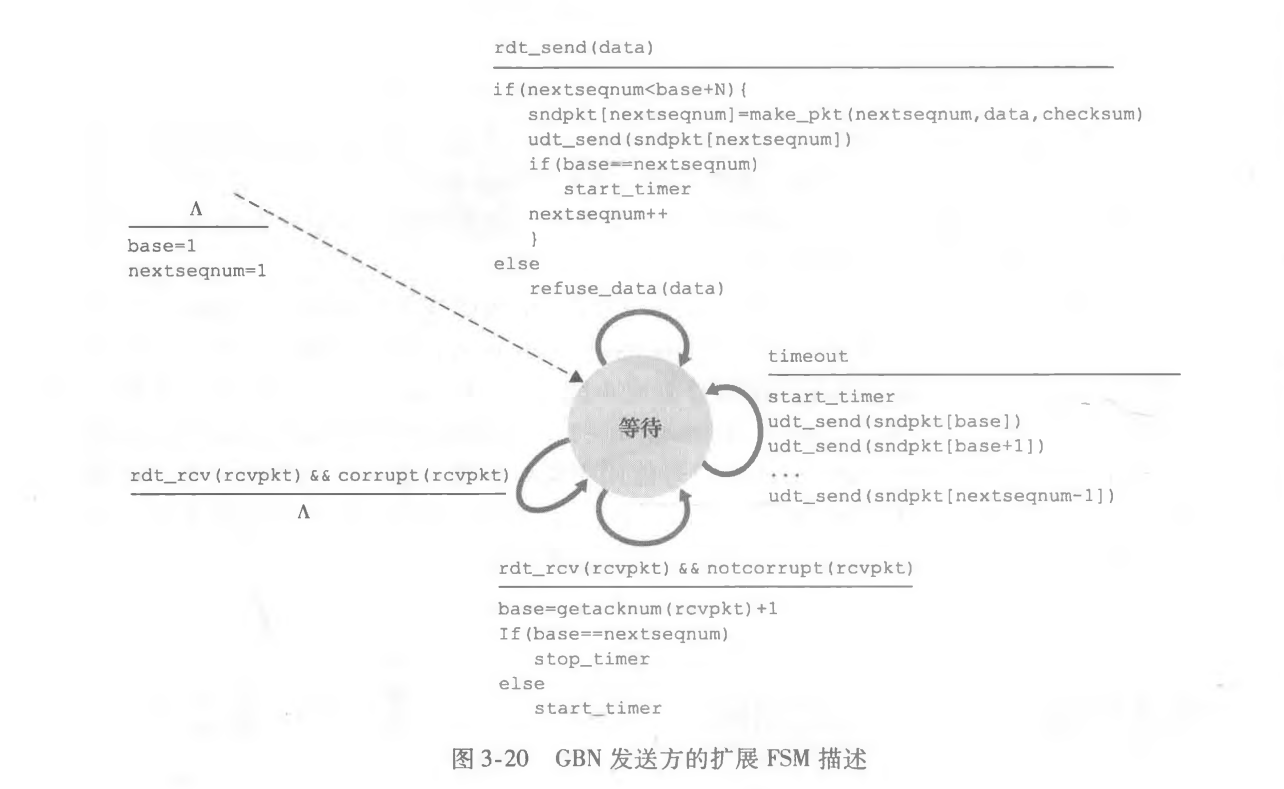 rdt_send(data)
if(nextseqnum<base+N){
sndpkt[nextseqnum]=make_pkt(nextseqnum,data,checksum)
udt_send(sndpkt[nextseqnum])
if(base==nextseqnum)
start_timer
nextseqnum++
}
else
refuse_data(data)
Λ
base=1
nextseqnum=1
timeout
start_timer
udt_send(sndpkt[base])
udt_send(sndpkt[base+1])
...
udt_send(sndpkt[nextseqnum-1])
等待
rdt_rcv(rcvpkt) && corrupt(rcvpkt)
Λ
rdt_rcv(rcvpkt) && notcorrupt(rcvpkt)
base=getacknum(rcvpkt)+1
If(base==nextseqnum)
stop_timer
else
start_timer
图 3-20 GBN 发送方的扩展 FSM 描述